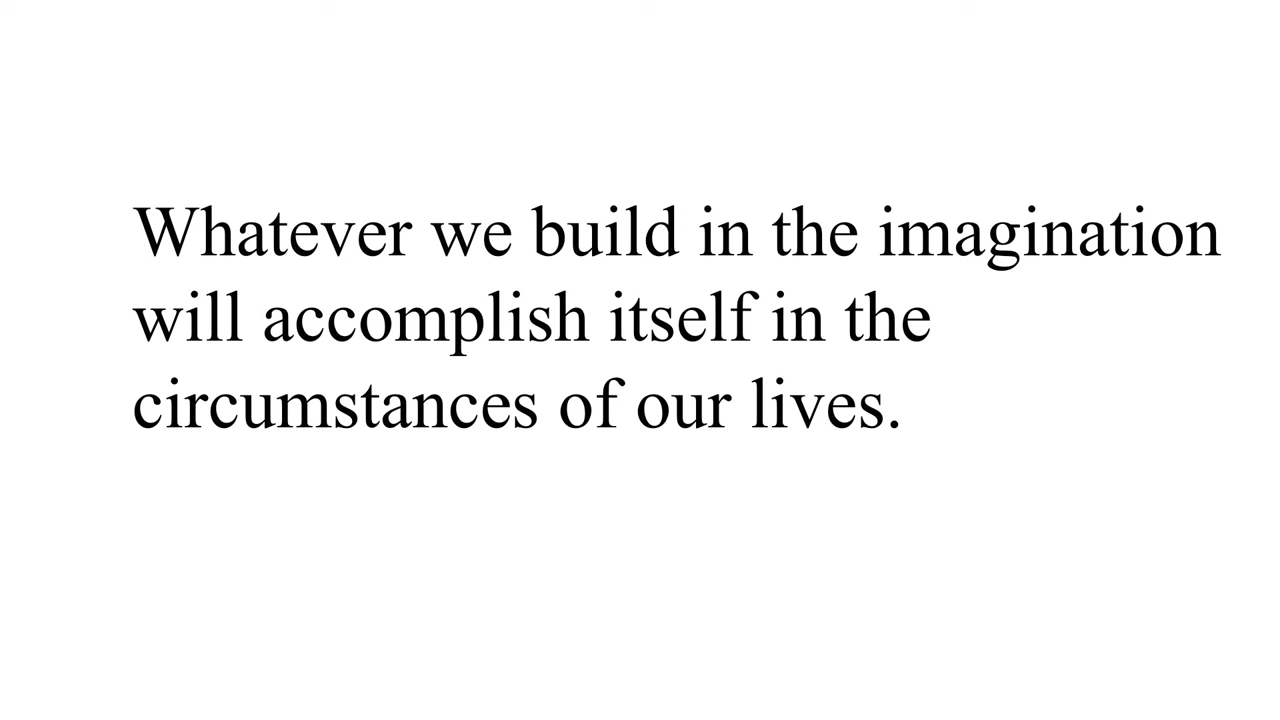 Whatever we build in the imagination
will accomplish itself in the
circumstances of our lives.